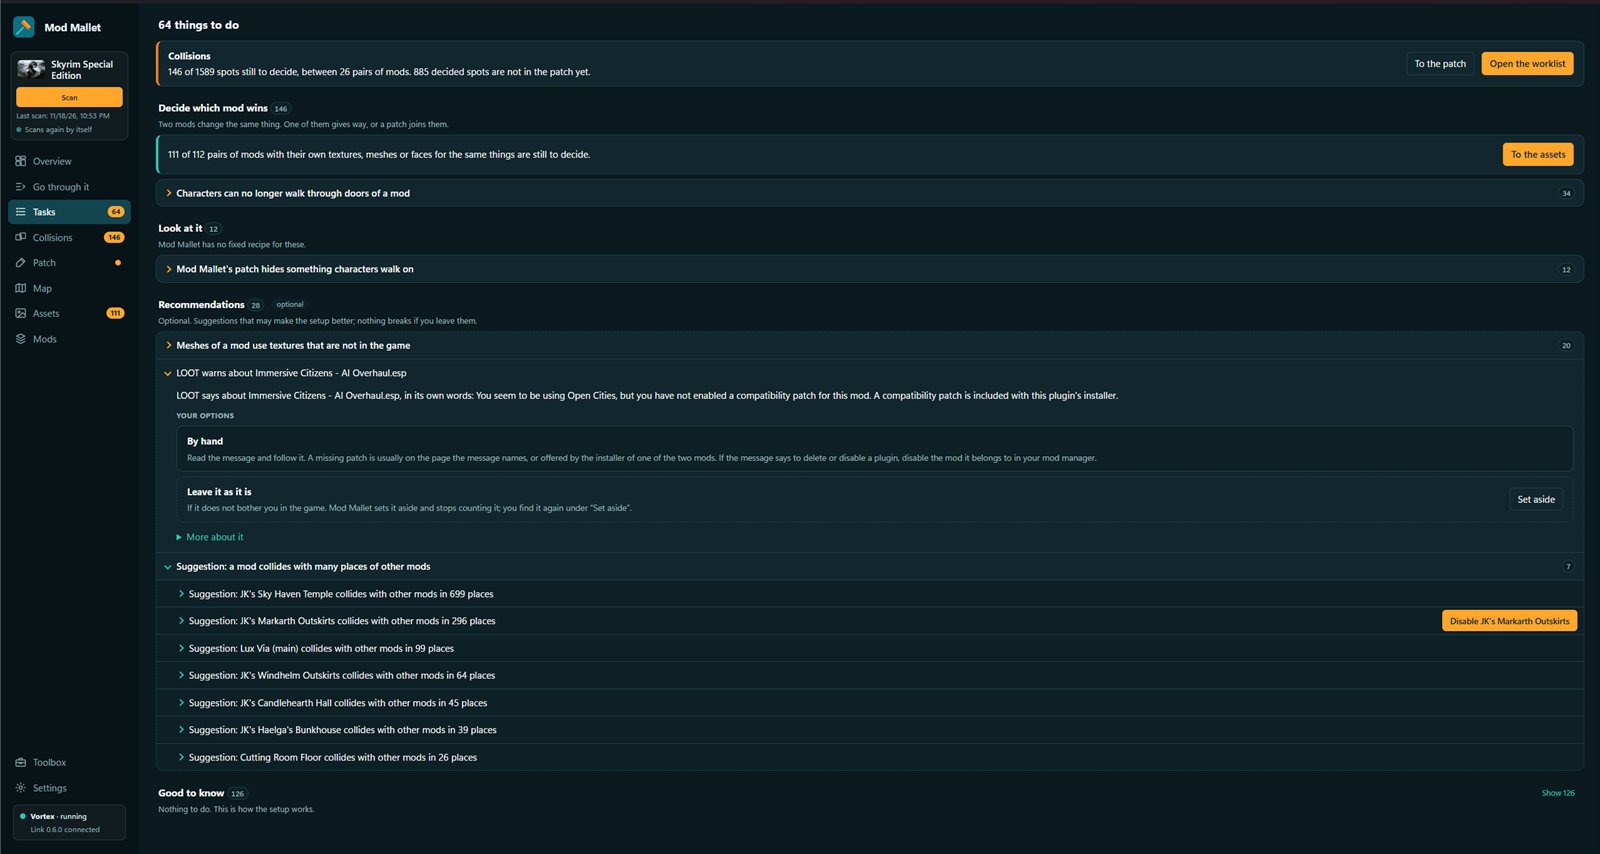 Mod Mallet
Skyrim Special
Edition
Scan
Last scan: 11/18/26, 10:53 PM
Scans again by itself
Overview
Go through it
Tasks 64
Collisions 146
Patch
Map
Assets 111
Mods
Toolbox
Settings
Vortex · running
Link 0.6.0 connected
64 things to do
Collisions
146 of 1589 spots still to decide, between 26 pairs of mods. 885 decided spots are not in the patch yet.
To the patch
Open the worklist
Decide which mod wins 146
Two mods change the same thing. One of them gives way, or a patch joins them.
111 of 112 pairs of mods with their own textures, meshes or faces for the same things are still to decide.
To the assets
Characters can no longer walk through doors of a mod 34
Look at it 12
Mod Mallet has no fixed recipe for these.
Mod Mallet's patch hides something characters walk on 12
Recommendations 28 optional
Optional. Suggestions that may make the setup better; nothing breaks if you leave them.
Meshes of a mod use textures that are not in the game 20
LOOT warns about Immersive Citizens - AI Overhaul.esp
LOOT says about Immersive Citizens - AI Overhaul.esp, in its own words: You seem to be using Open Cities, but you have not enabled a compatibility patch for this mod. A compatibility patch is included with this plugin's installer.
YOUR OPTIONS
By hand
Read the message and follow it. A missing patch is usually on the page the message names, or offered by the installer of one of the two mods. If the message says to delete or disable a plugin, disable the mod it belongs to in your mod manager.
Leave it as it is
If it does not bother you in the game. Mod Mallet sets it aside and stops counting it; you find it again under “Set aside”.
Set aside
More about it
Suggestion: a mod collides with many places of other mods 7
Suggestion: JK's Sky Haven Temple collides with other mods in 699 places
Suggestion: JK's Markarth Outskirts collides with other mods in 296 places
Disable JK's Markarth Outskirts
Suggestion: Lux Via (main) collides with other mods in 99 places
Suggestion: JK's Windhelm Outskirts collides with other mods in 64 places
Suggestion: JK's Candlehearth Hall collides with other mods in 45 places
Suggestion: JK's Haelga's Bunkhouse collides with other mods in 39 places
Suggestion: Cutting Room Floor collides with other mods in 26 places
Good to know 126
Show 126
Nothing to do. This is how the setup works.